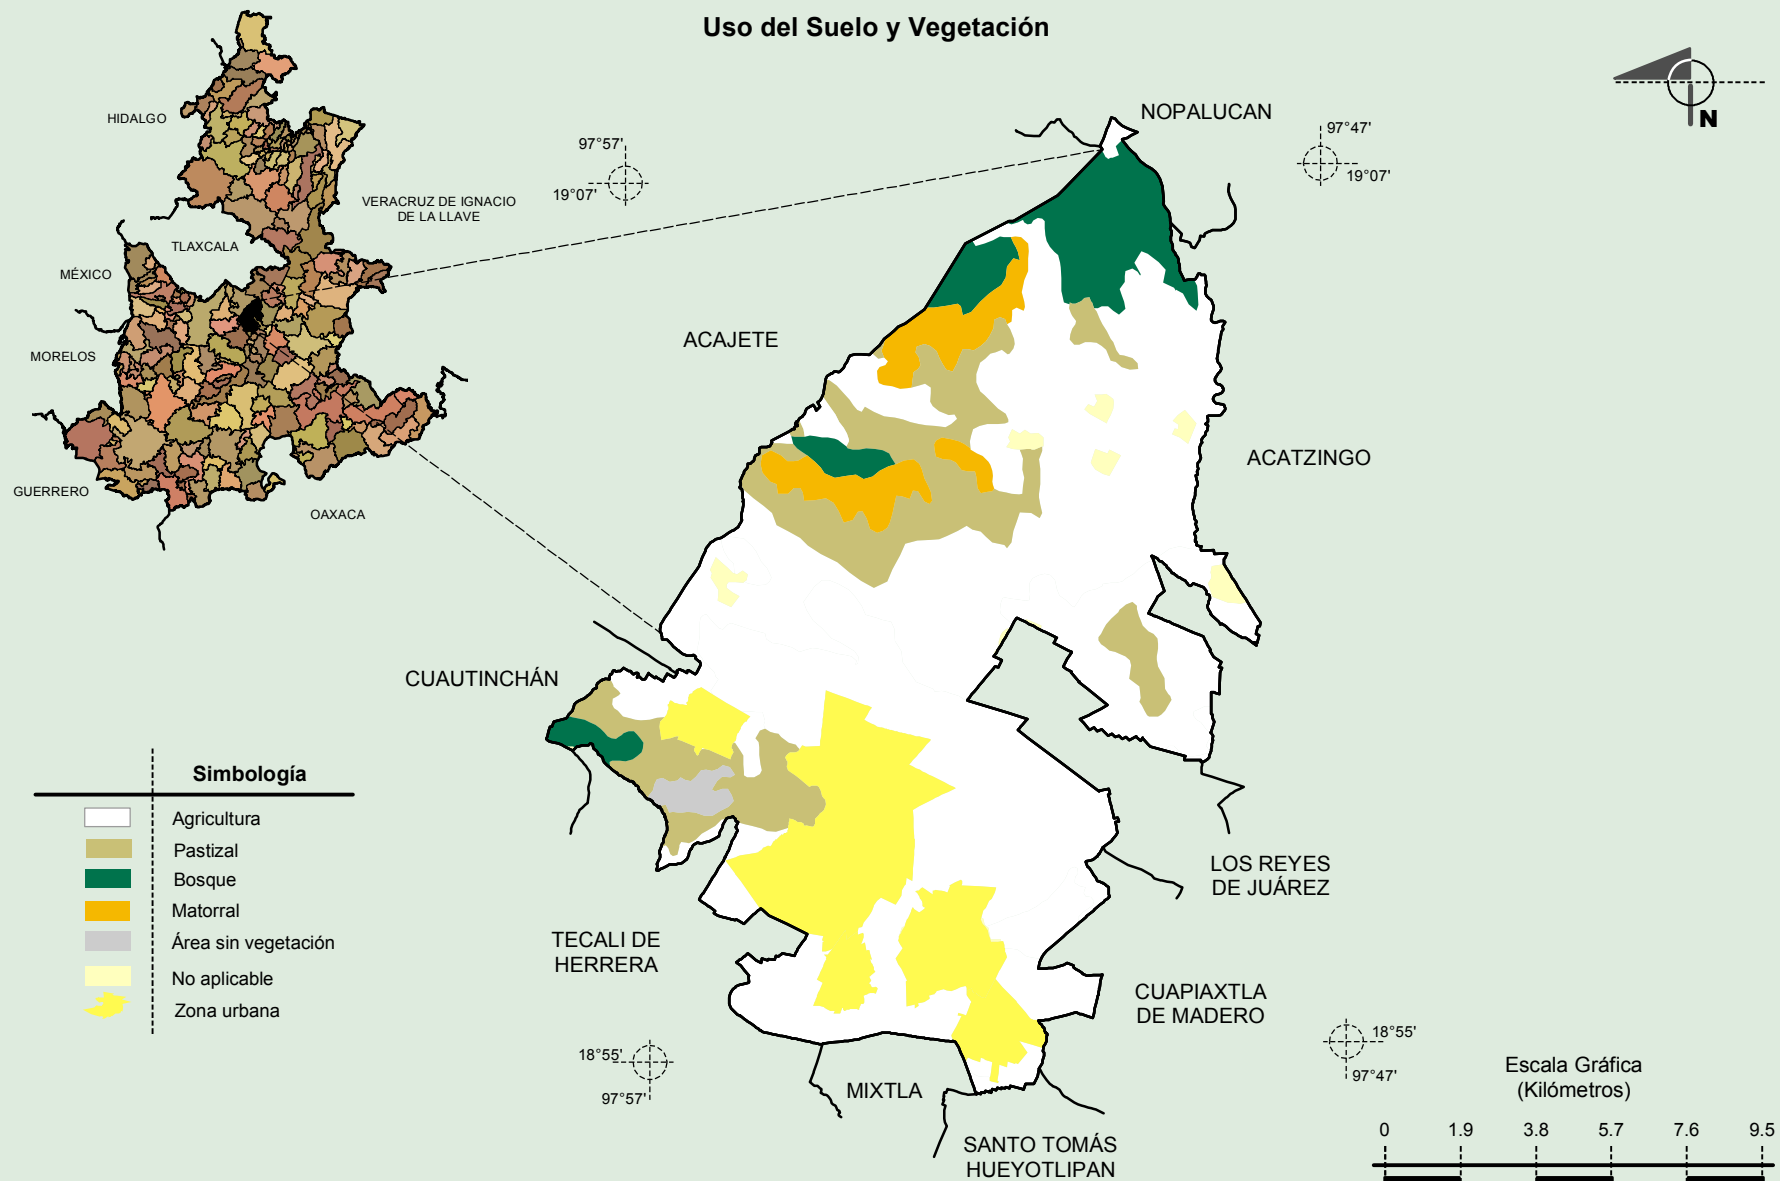 Uso del Suelo y Vegetación
HIDALGO
VERACRUZ DE IGNACIO
DE LA LLAVE
TLAXCALA
MÉXICO
MORELOS
GUERRERO
OAXACA
97°57'
19°07'
NOPALUCAN
97°47'
19°07'
N
ACAJETE
ACATZINGO
CUAUTINCHÁN
Simbología
Agricultura
Pastizal
Bosque
Matorral
Área sin vegetación
No aplicable
Zona urbana
LOS REYES
DE JUÁREZ
TECALI DE
HERRERA
CUAPIAXTLA
DE MADERO
18°55'
97°57'
MIXTLA
SANTO TOMÁS
HUEYOTLIPAN
18°55'
97°47'
Escala Gráfica
(Kilómetros)
0 1.9 3.8 5.7 7.6 9.5